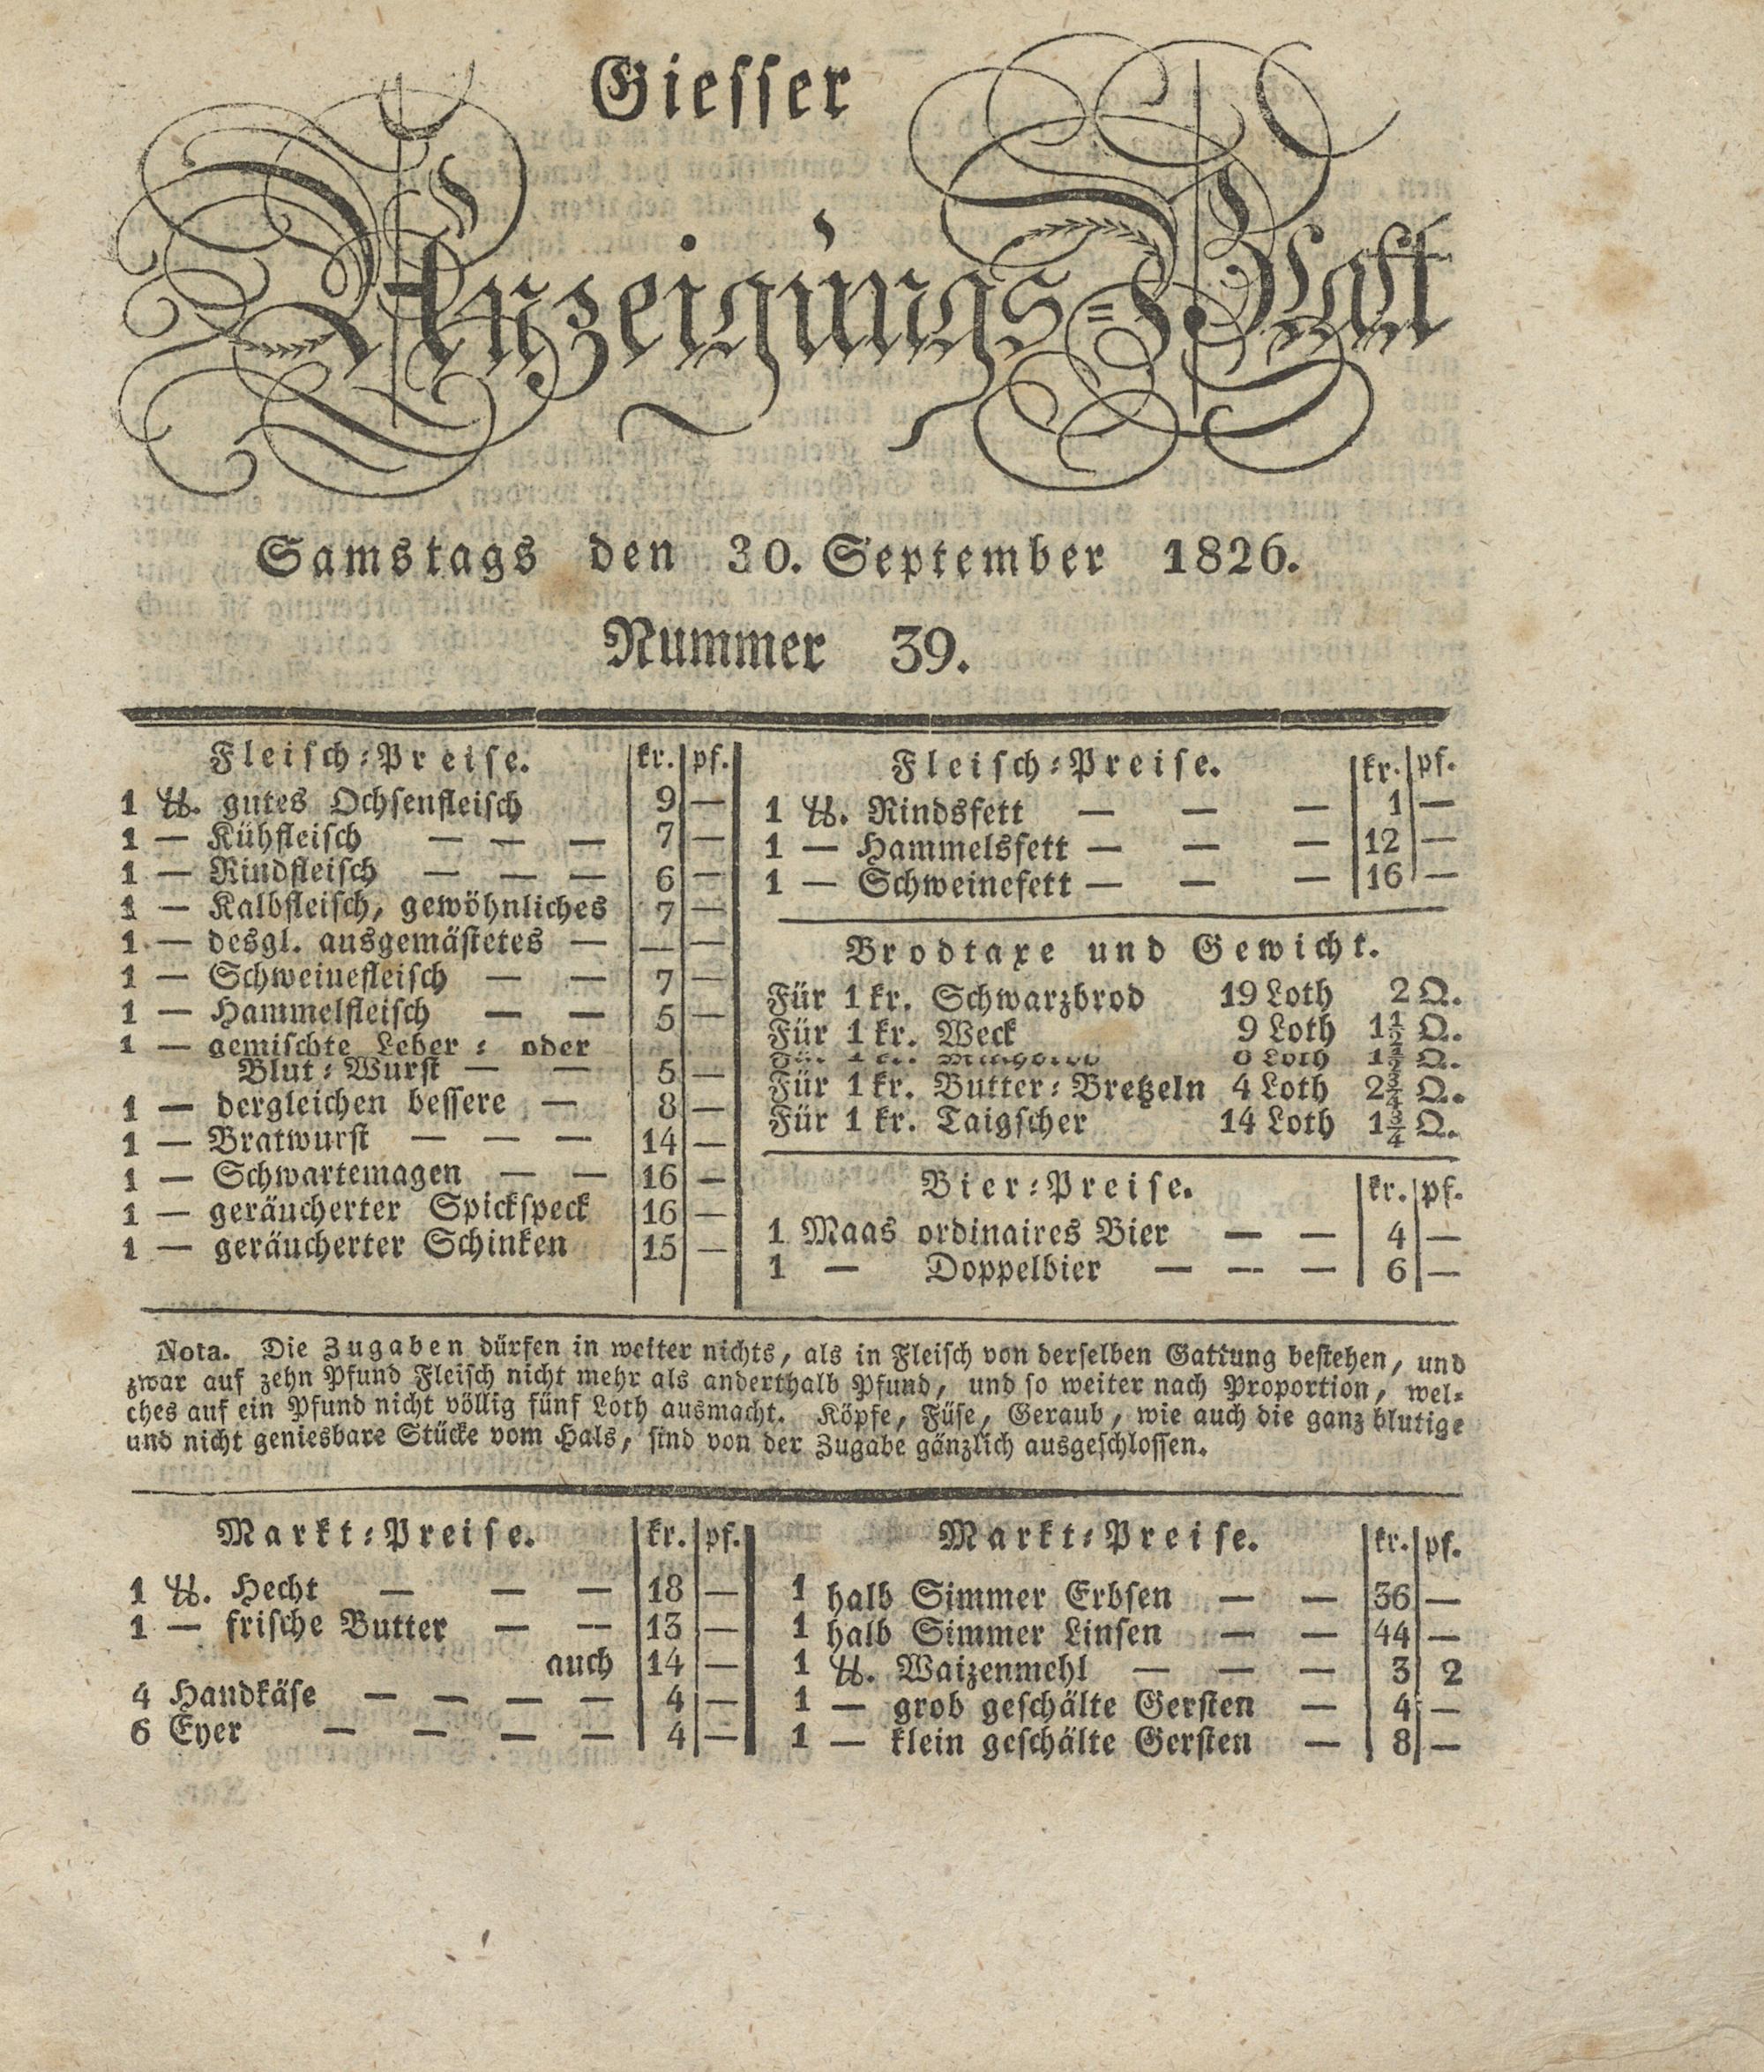 Giesser
Anzeigungs=Blatt
Samstags den 30. September 1826.
Nummer 39.
Fleisch=Preise. kr. pf.
1 ℔. gutes Ochsenfleisch 9 —
1 — Kühfleisch — — — 7 —
1 — Rindfleisch — — — 6 —
1 — Kalbfleisch, gewöhnliches 7 —
1 — desgl. ausgemästetes — — —
1 — Schweinefleisch — — 7 —
1 — Hammelfleisch — — 5 —
1 — gemischte Leber= oder
Blut=Wurst — — 5 —
1 — dergleichen bessere — 8 —
1 — Bratwurst — — — 14 —
1 — Schwartemagen — — 16 —
1 — geräucherter Spickspeck 16 —
1 — geräucherter Schinken 15 —
Fleisch=Preise. kr. pf.
1 ℔. Rindsfett — — — 1 —
1 — Hammelsfett — — — 12 —
1 — Schweinefett — — — 16 —
Brodtaxe und Gewicht.
Für 1 kr. Schwarzbrod 19 Loth 2 Q.
Für 1 kr. Weck 9 Loth 1½ Q.
Für 1 kr. Loth Q.
Für 1 kr. Butter=Bretzeln 4 Loth 2¾ Q.
Für 1 kr. Taigscher 14 Loth 1¾ Q.
Bier=Preise. kr. pf.
1 Maas ordinaires Bier — — 4 —
1 — Doppelbier — — — 6 —
Nota. Die Zugaben dürfen in weiter nichts, als in Fleisch von derselben Gattung bestehen, und
zwar auf zehn Pfund Fleisch nicht mehr als anderthalb Pfund, und so weiter nach Proportion, wel=
ches auf ein Pfund nicht völlig fünf Loth ausmacht. Köpfe, Füse, Geraub, wie auch die ganz blutige
und nicht geniesbare Stücke vom Hals, sind von der Zugabe gänzlich ausgeschlossen.
Markt=Preise. kr. pf.
1 ℔. Hecht — — — 18 —
1 — frische Butter — — 13 —
auch 14 —
4 Handkäse — — — — 4 —
6 Eyer — — — — 4 —
Markt=Preise. kr. pf.
1 halb Simmer Erbsen — — 36 —
1 halb Simmer Linsen — — 44 —
1 ℔. Waizenmehl — — — 3 2
1 — grob geschälte Gersten — 4 —
1 — klein geschälte Gersten — 8 —